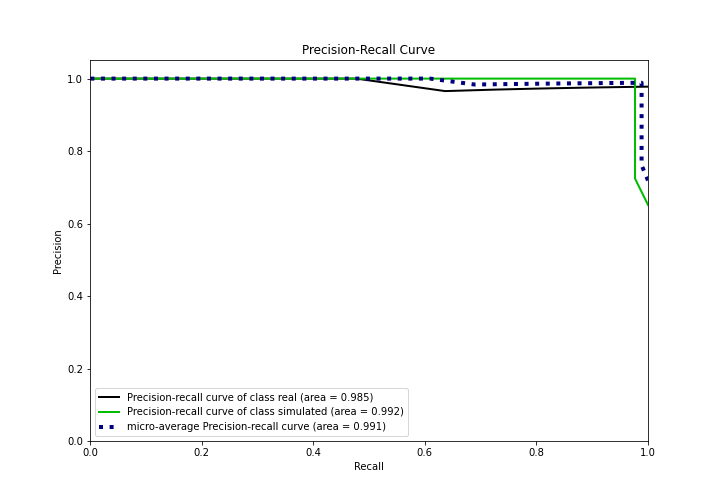 Precision-Recall Curve
1.0
0.8
0.6
0.4
0.2
0.0
Precision
Precision-recall curve of class real (area = 0.985)
Precision-recall curve of class simulated (area = 0.992)
micro-average Precision-recall curve (area = 0.991)
0.0 0.2 0.4 0.6 0.8 1.0
Recall